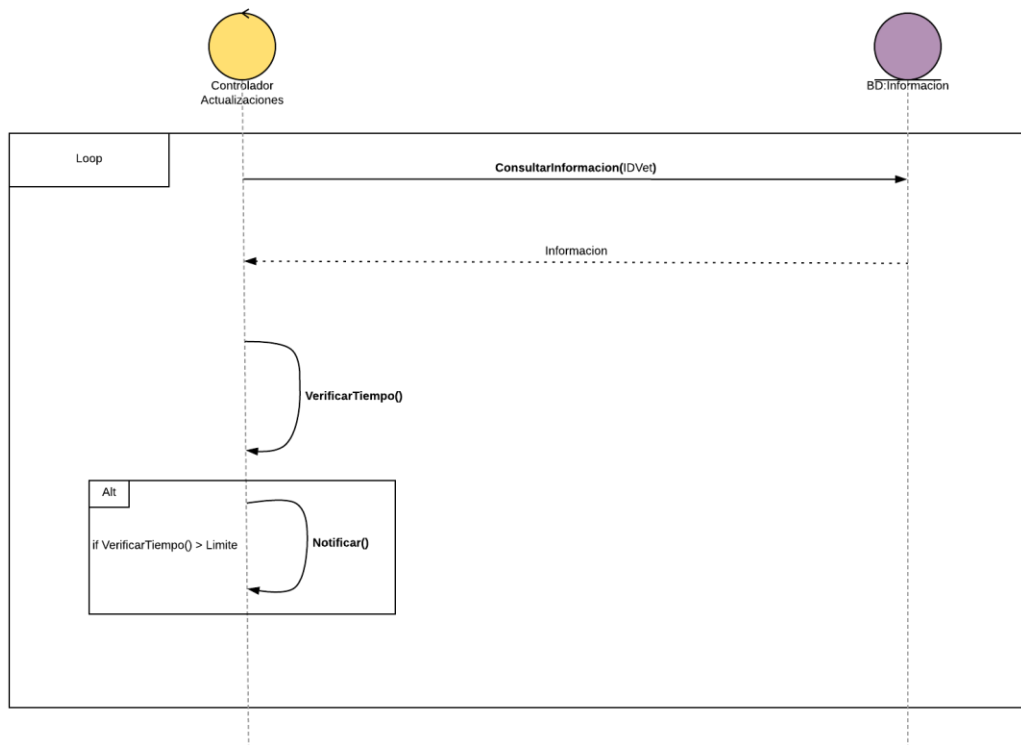 Controlador
Actualizaciones
BD:Informacion
Loop
ConsultarInformacion(IDVet)
Informacion
VerificarTiempo()
Alt
if VerificarTiempo() > Limite
Notificar()